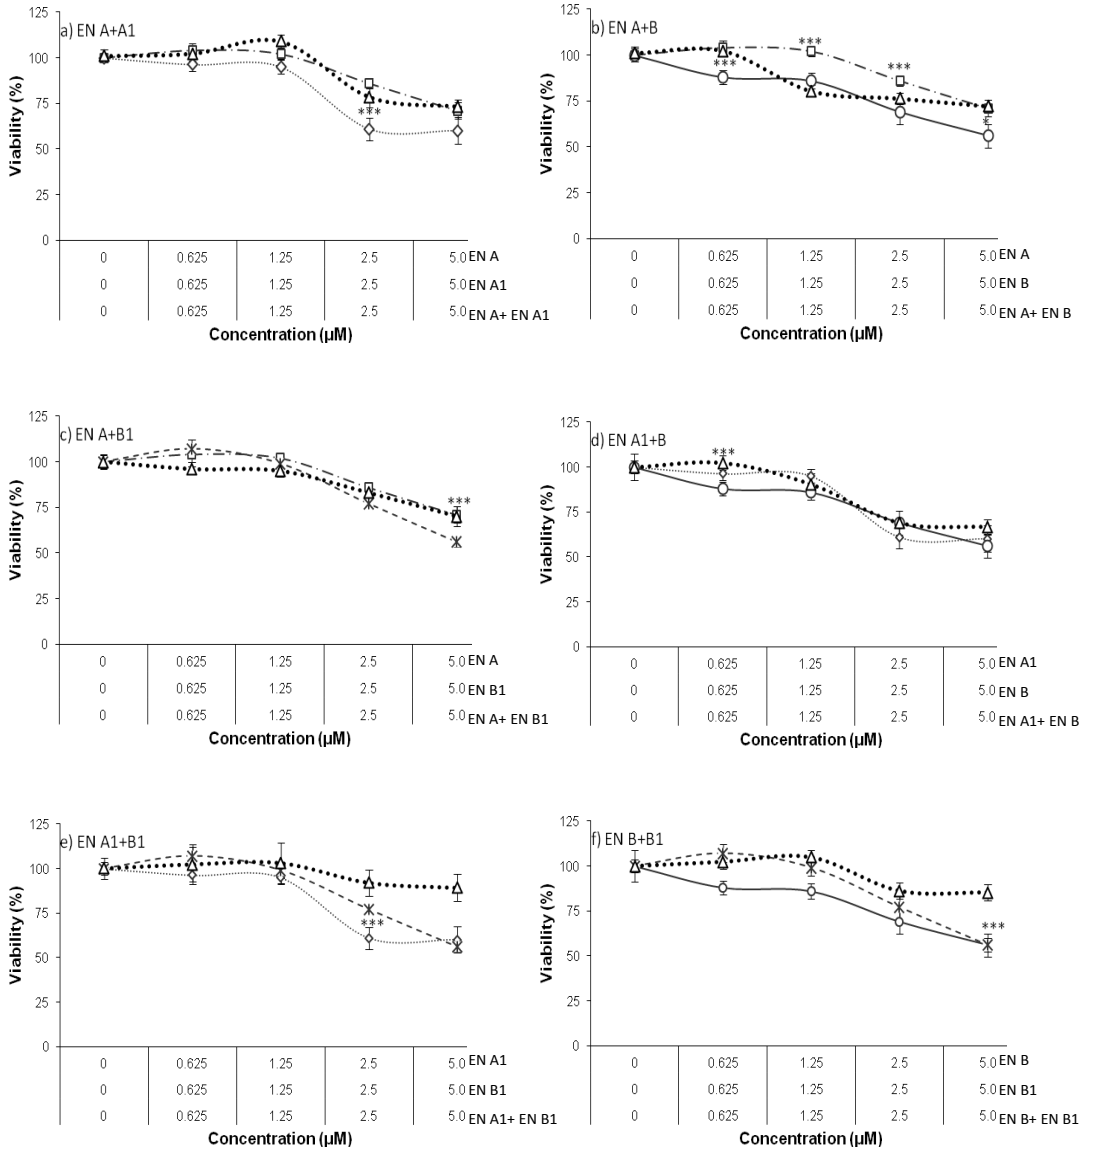 a) EN A+A1
Viability (%)
125
100
75
50
25
0
***
0 0.625 1.25 2.5 5.0 EN A
0 0.625 1.25 2.5 5.0 EN A1
0 0.625 1.25 2.5 5.0 EN A+ EN A1
Concentration (µM)
b) EN A+B
Viability (%)
125
100
75
50
25
0
***
***
***
*
0 0.625 1.25 2.5 5.0 EN A
0 0.625 1.25 2.5 5.0 EN B
0 0.625 1.25 2.5 5.0 EN A+ EN B
Concentration (µM)
c) EN A+B1
Viability (%)
125
100
75
50
25
0
***
0 0.625 1.25 2.5 5.0 EN A
0 0.625 1.25 2.5 5.0 EN B1
0 0.625 1.25 2.5 5.0 EN A+ EN B1
Concentration (µM)
d) EN A1+B
Viability (%)
125
100
75
50
25
0
***
0 0.625 1.25 2.5 5.0 EN A1
0 0.625 1.25 2.5 5.0 EN B
0 0.625 1.25 2.5 5.0 EN A1+ EN B
Concentration (µM)
e) EN A1+B1
Viability (%)
125
100
75
50
25
0
***
0 0.625 1.25 2.5 5.0 EN A1
0 0.625 1.25 2.5 5.0 EN B1
0 0.625 1.25 2.5 5.0 EN A1+ EN B1
Concentration (µM)
f) EN B+B1
Viability (%)
125
100
75
50
25
0
***
0 0.625 1.25 2.5 5.0 EN B
0 0.625 1.25 2.5 5.0 EN B1
0 0.625 1.25 2.5 5.0 EN B+ EN B1
Concentration (µM)